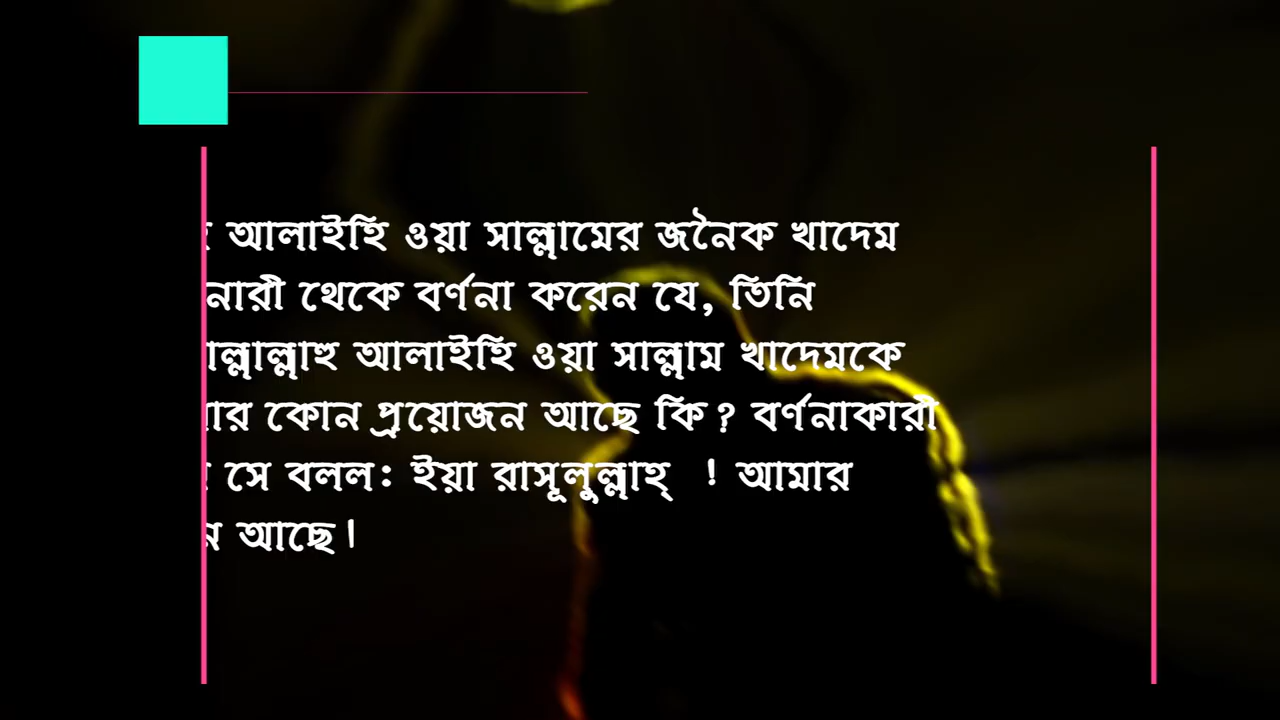 আলাইহি ওয়া সাল্লামের জনৈক খাদেম
থেকে বর্ণনা করেন যে, তিনি
আলাইহি ওয়া সাল্লাম খাদেমকে
কোন প্রয়োজন আছে কি? বর্ণনাকারী
সে বলল: ইয়া রাসূলুল্লাহ্ ! আমার
আছে।